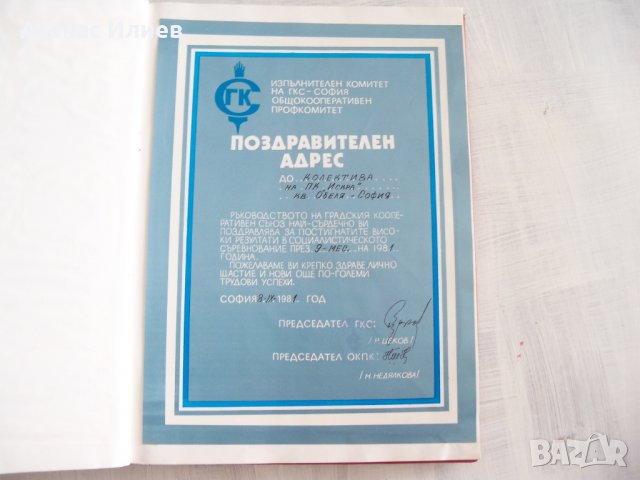 Атанас Илиев
ГКС
ИЗПЪЛНИТЕЛЕН КОМИТЕТ
НА ГКС-СОФИЯ
ОБЩОКООПЕРАТИВЕН
ПРОФКОМИТЕТ
ПОЗДРАВИТЕЛЕН
АДРЕС
ДО КОЛЕКТИВА
на ПК "Искра"
кв. Обеля - София
РЪКОВОДСТВОТО НА ГРАДСКИЯ КООПЕ-
РАТИВЕН СЪЮЗ НАЙ-СЪРДЕЧНО ВИ
ПОЗДРАВЯВА ЗА ПОСТИГНАТИТЕ ВИСО-
КИ РЕЗУЛТАТИ В СОЦИАЛИСТИЧЕСКОТО
СЪРЕВНОВАНИЕ ПРЕЗ 9-МЕС. НА 1981
ГОДИНА.
ПОЖЕЛАВАМЕ ВИ КРЕПКО ЗДРАВЕ, ЛИЧНО
ЩАСТИЕ И НОВИ ОЩЕ ПО-ГОЛЕМИ
ТРУДОВИ УСПЕХИ.
СОФИЯ 8-IX-1981 ГОД
ПРЕДСЕДАТЕЛ ГКС:
/Р. ЦЕКОВ/
ПРЕДСЕДАТЕЛ ОКПК:
/Н. НЕДЯЛКОВА/
BAZAR